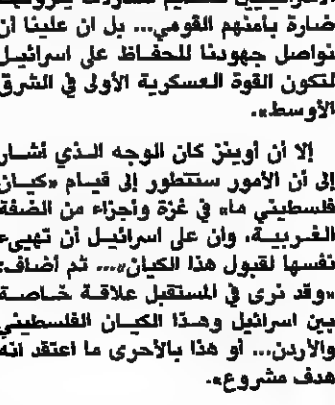 ضارة بأمنهم القومي... بل ان علينا ان
نواصل جهودنا للحفاظ على اسرائيل
لتكون القوة العسكرية الأولى في الشرق
الأوسط».
إلا أن أوينز كان الوجه الذي أشار
إلى أن الأمور ستتطور إلى قيام «كيان
فلسطيني ما» في غزة وأجزاء من الضفة
الغربية، وان على اسرائيل أن تهيىء
نفسها لقبول هذا الكيان»... ثم أضاف:
«وقد نرى في المستقبل علاقة خاصة
بين اسرائيل وهذا الكيان الفلسطيني
والأردن... أو هذا بالأحرى ما اعتقد انه
هدف مشروع».